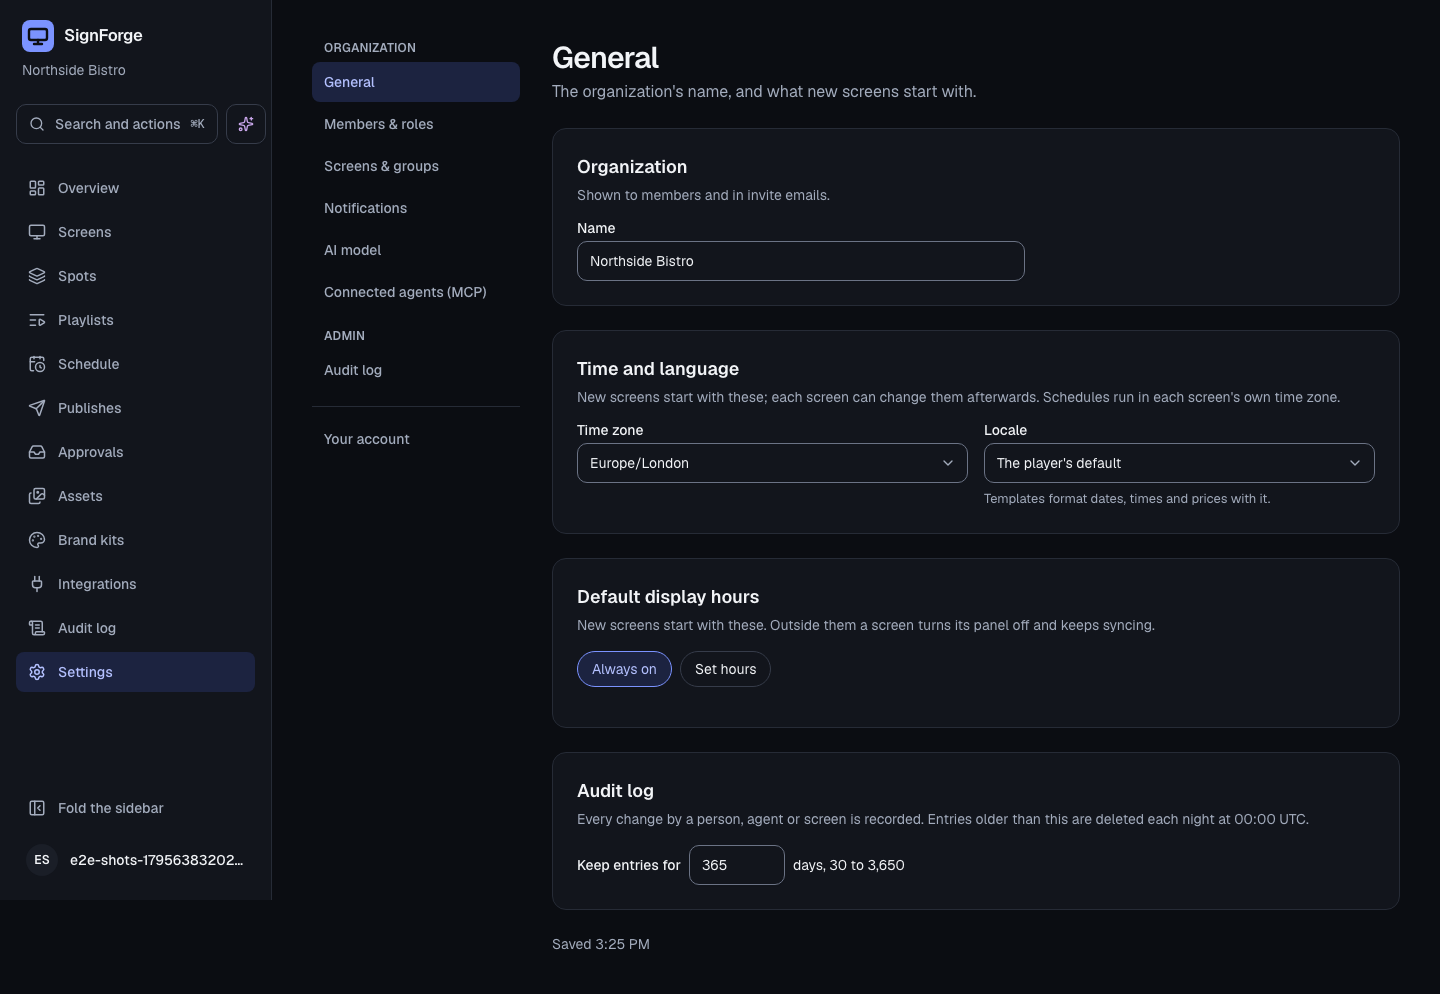 SignForge
Northside Bistro
Search and actions ⌘K
Overview
Screens
Spots
Playlists
Schedule
Publishes
Approvals
Assets
Brand kits
Integrations
Audit log
Settings
Fold the sidebar
ES e2e-shots-17956383202...
ORGANIZATION
General
Members & roles
Screens & groups
Notifications
AI model
Connected agents (MCP)
ADMIN
Audit log
Your account
General
The organization's name, and what new screens start with.
Organization
Shown to members and in invite emails.
Name
Northside Bistro
Time and language
New screens start with these; each screen can change them afterwards. Schedules run in each screen's own time zone.
Time zone
Europe/London
Locale
The player's default
Templates format dates, times and prices with it.
Default display hours
New screens start with these. Outside them a screen turns its panel off and keeps syncing.
Always on
Set hours
Audit log
Every change by a person, agent or screen is recorded. Entries older than this are deleted each night at 00:00 UTC.
Keep entries for 365 days, 30 to 3,650
Saved 3:25 PM